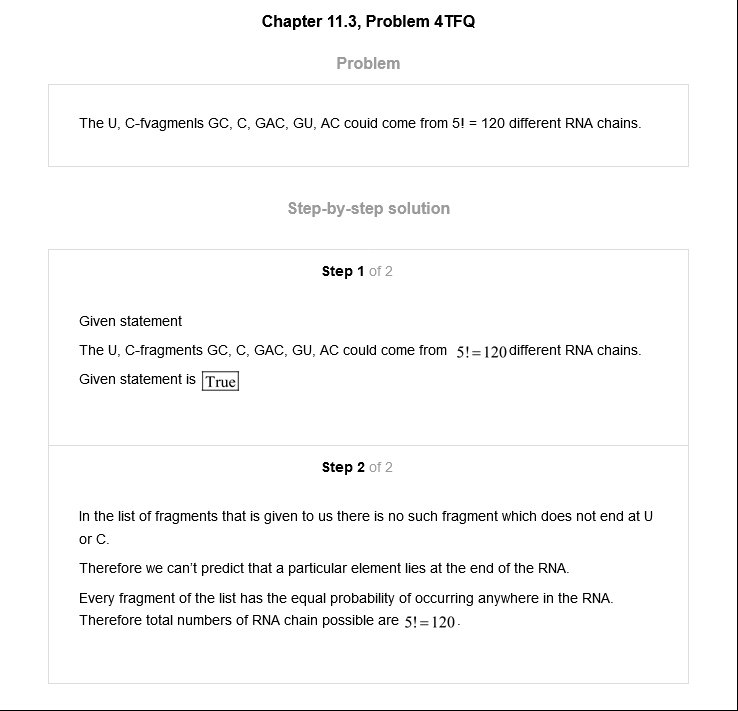 Chapter 11.3, Problem 4TFQ
Problem
The U, C-fvagmenls GC, C, GAC, GU, AC couid come from 5! = 120 different RNA chains.
Step-by-step solution
Step 1 of 2
Given statement
The U, C-fragments GC, C, GAC, GU, AC could come from 5!=120 different RNA chains.
Given statement is True
Step 2 of 2
In the list of fragments that is given to us there is no such fragment which does not end at U
or C.
Therefore we can't predict that a particular element lies at the end of the RNA.
Every fragment of the list has the equal probability of occurring anywhere in the RNA.
Therefore total numbers of RNA chain possible are 5!=120.